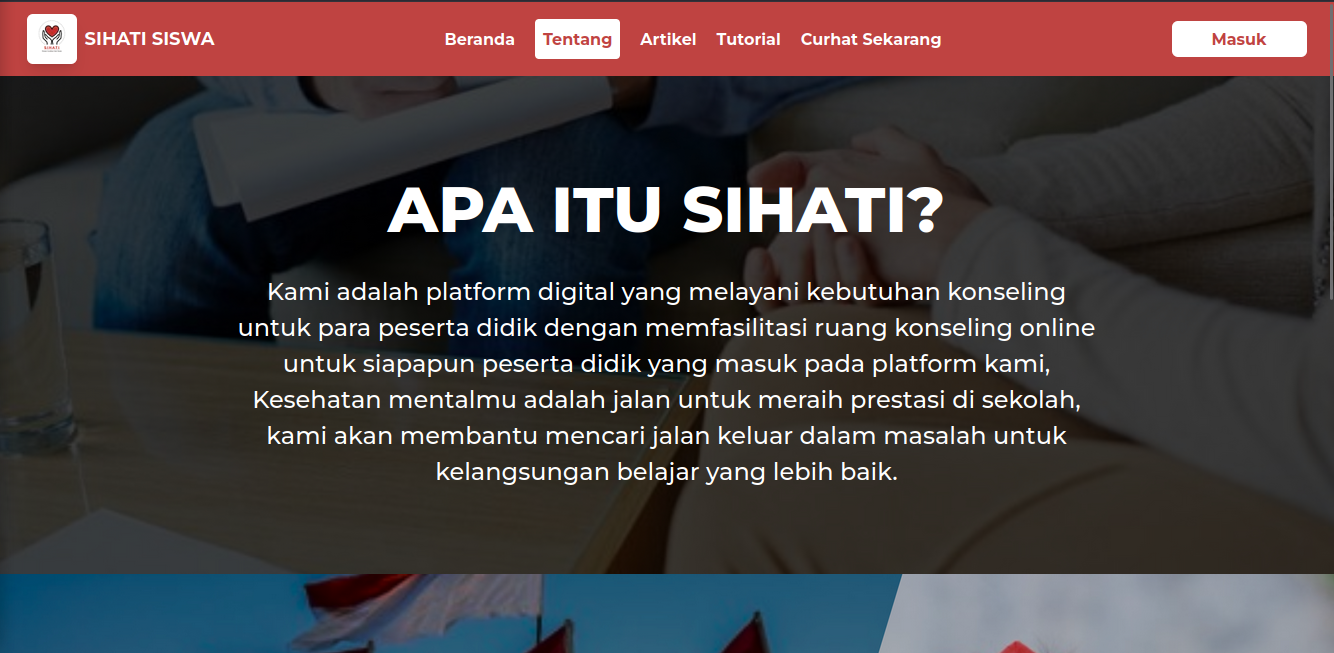 SIHATI
SIHATI SISWA
Beranda
Tentang
Artikel
Tutorial
Curhat Sekarang
Masuk
APA ITU SIHATI?
Kami adalah platform digital yang melayani kebutuhan konseling
untuk para peserta didik dengan memfasilitasi ruang konseling online
untuk siapapun peserta didik yang masuk pada platform kami,
Kesehatan mentalmu adalah jalan untuk meraih prestasi di sekolah,
kami akan membantu mencari jalan keluar dalam masalah untuk
kelangsungan belajar yang lebih baik.